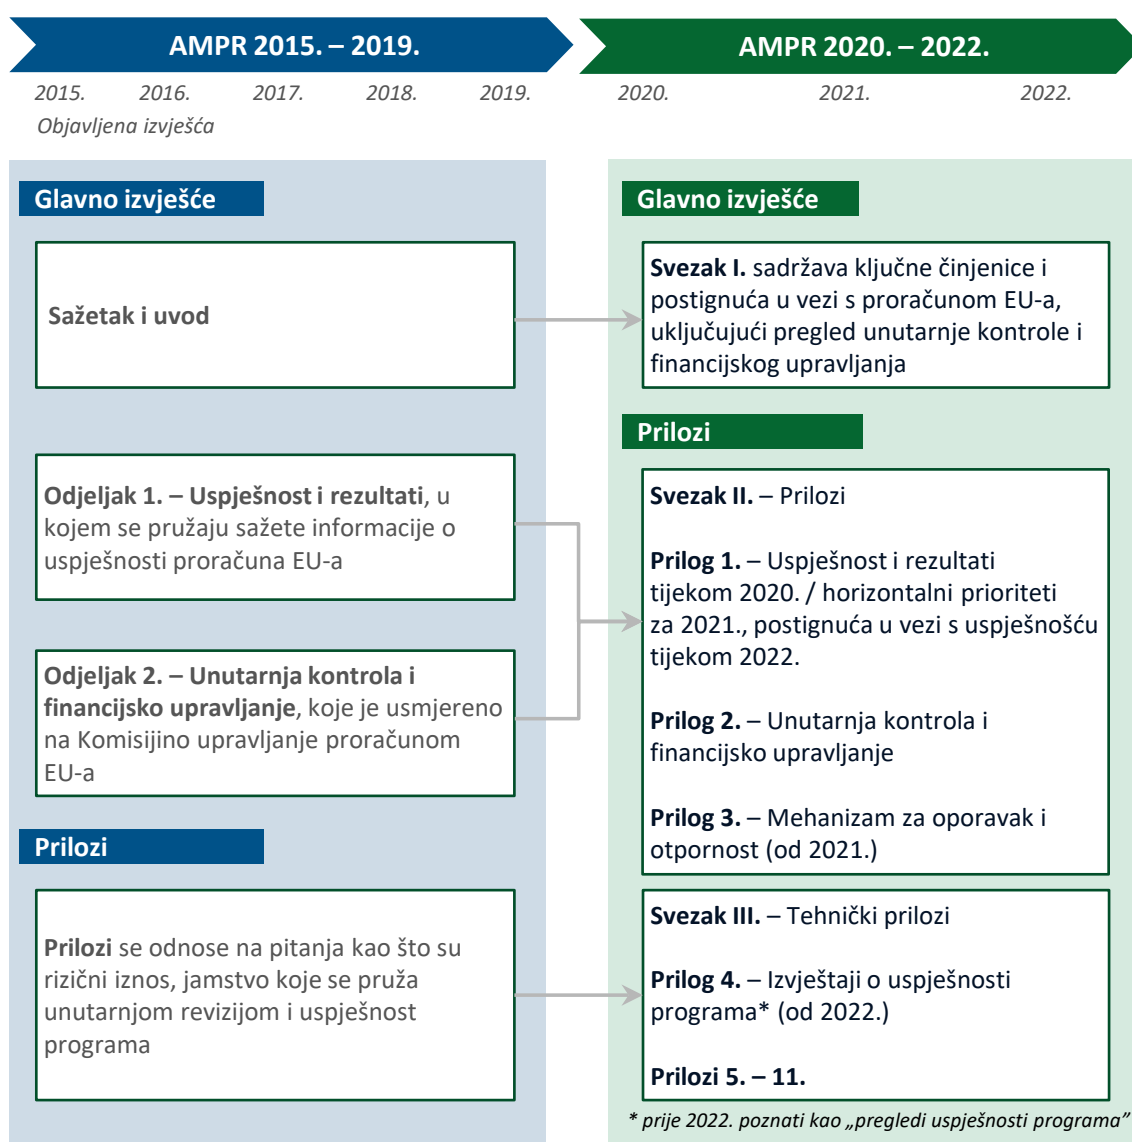 AMPR 2015. – 2019.
2015. 2016. 2017. 2018. 2019.
Objavljena izvješća
Glavno izvješće
Sažetak i uvod
Odjeljak 1. – Uspješnost i rezultati, u
kojem se pružaju sažete informacije o
uspješnosti proračuna EU-a
Odjeljak 2. – Unutarnja kontrola i
financijsko upravljanje, koje je usmjereno
na Komisijino upravljanje proračunom
EU-a
Prilozi
Prilozi se odnose na pitanja kao što su
rizični iznos, jamstvo koje se pruža
unutarnjom revizijom i uspješnost
programa
AMPR 2020. – 2022.
2020. 2021. 2022.
Glavno izvješće
Svezak I. sadržava ključne činjenice i
postignuća u vezi s proračunom EU-a,
uključujući pregled unutarnje kontrole i
financijskog upravljanja
Prilozi
Svezak II. – Prilozi
Prilog 1. – Uspješnost i rezultati
tijekom 2020. / horizontalni prioriteti
za 2021., postignuća u vezi s uspješnošću
tijekom 2022.
Prilog 2. – Unutarnja kontrola i
financijsko upravljanje
Prilog 3. – Mehanizam za oporavak i
otpornost (od 2021.)
Svezak III. – Tehnički prilozi
Prilog 4. – Izvještaji o uspješnosti
programa* (od 2022.)
Prilozi 5. – 11.
* prije 2022. poznati kao „pregledi uspješnosti programa”